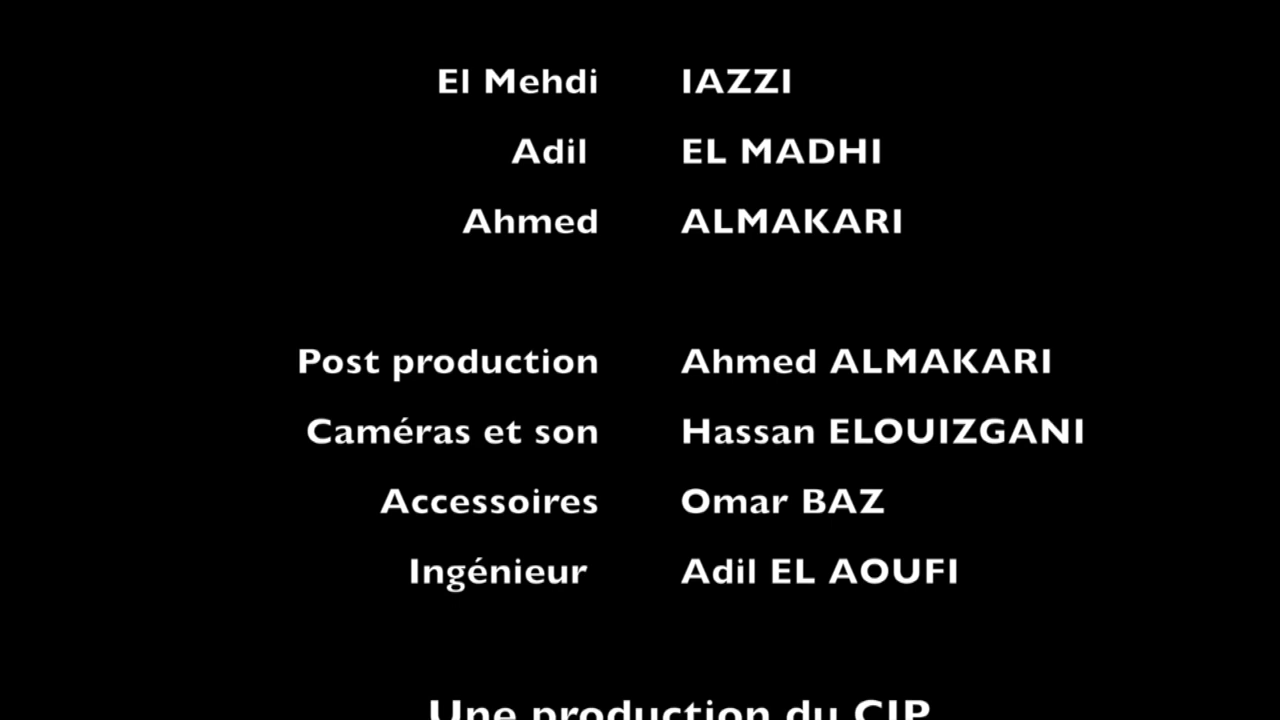 El Mehdi IAZZI
Adil EL MADHI
Ahmed ALMAKARI
Post production Ahmed ALMAKARI
Caméras et son Hassan ELOUIZGANI
Accessoires Omar BAZ
Ingénieur Adil EL AOUFI
Une production du CIP